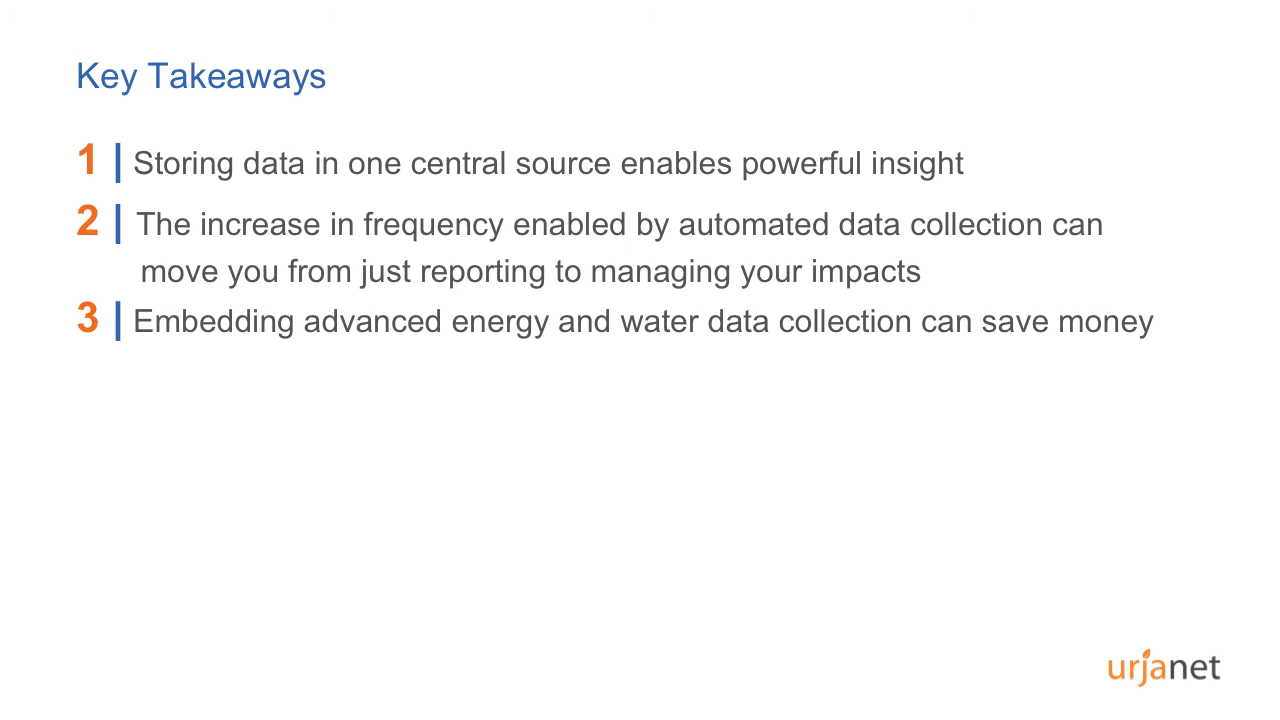 Key Takeaways
1 | Storing data in one central source enables powerful insight
2 | The increase in frequency enabled by automated data collection can
move you from just reporting to managing your impacts
3 | Embedding advanced energy and water data collection can save money
urjanet